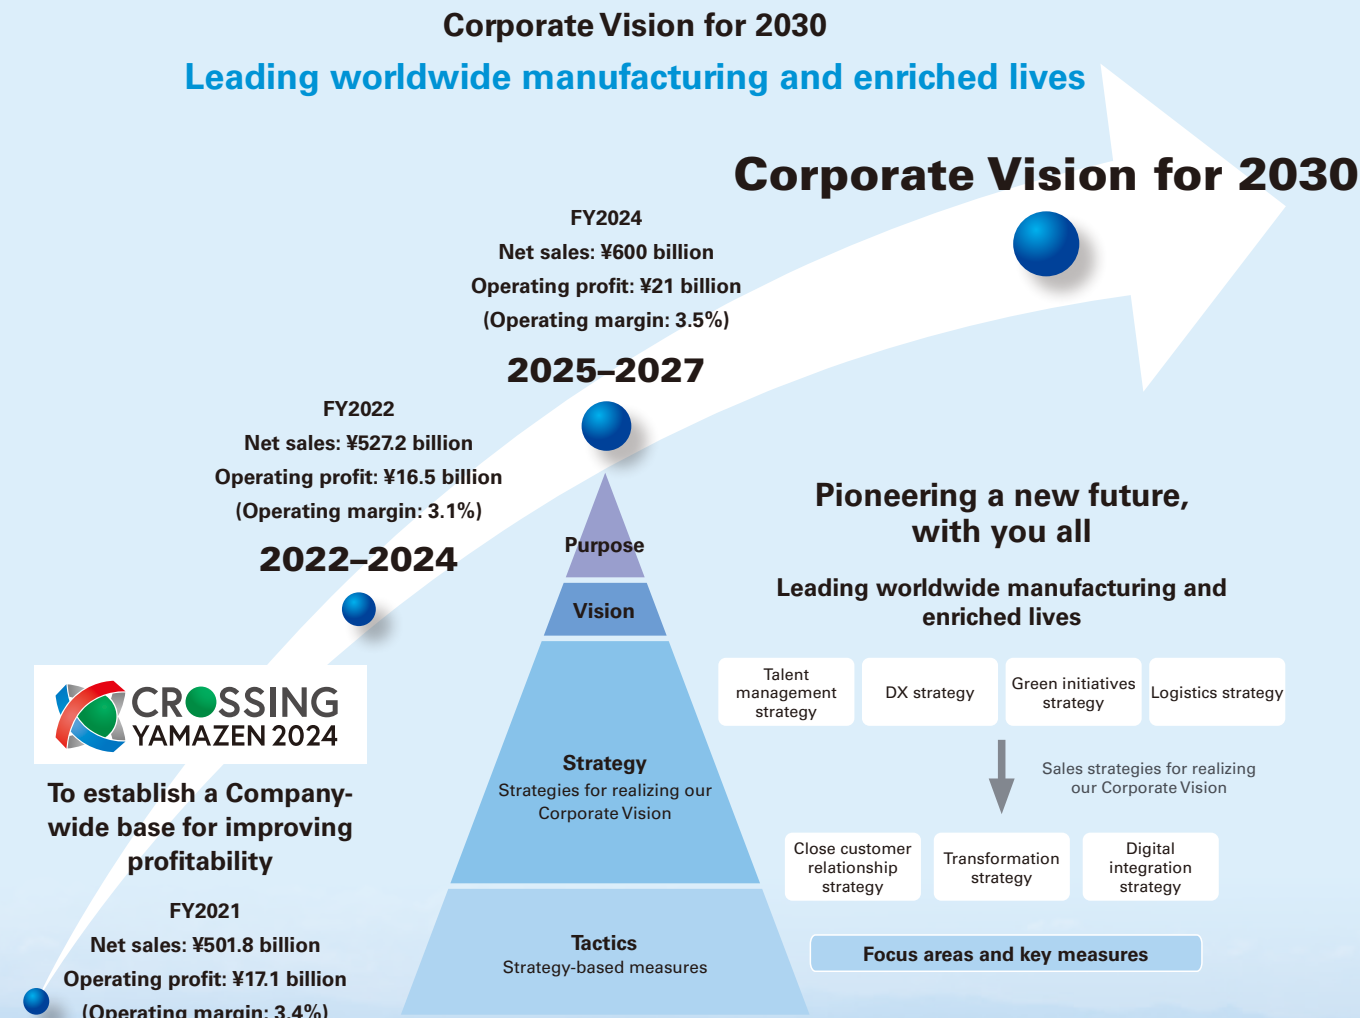 Corporate Vision for 2030
Leading worldwide manufacturing and enriched lives
Corporate Vision for 2030
FY2024
Net sales: ¥600 billion
Operating profit: ¥21 billion
(Operating margin: 3.5%)
2025–2027
FY2022
Net sales: ¥527.2 billion
Operating profit: ¥16.5 billion
(Operating margin: 3.1%)
2022–2024
CROSSING
YAMAZEN 2024
To establish a Company-
wide base for improving
profitability
FY2021
Net sales: ¥501.8 billion
Operating profit: ¥17.1 billion
(Operating margin: 3.4%)
Purpose
Vision
Strategy
Strategies for realizing our
Corporate Vision
Tactics
Strategy-based measures
Pioneering a new future,
with you all
Leading worldwide manufacturing and
enriched lives
Talent
management
strategy
DX strategy
Green initiatives
strategy
Logistics strategy
Sales strategies for realizing
our Corporate Vision
Close customer
relationship
strategy
Transformation
strategy
Digital
integration
strategy
Focus areas and key measures